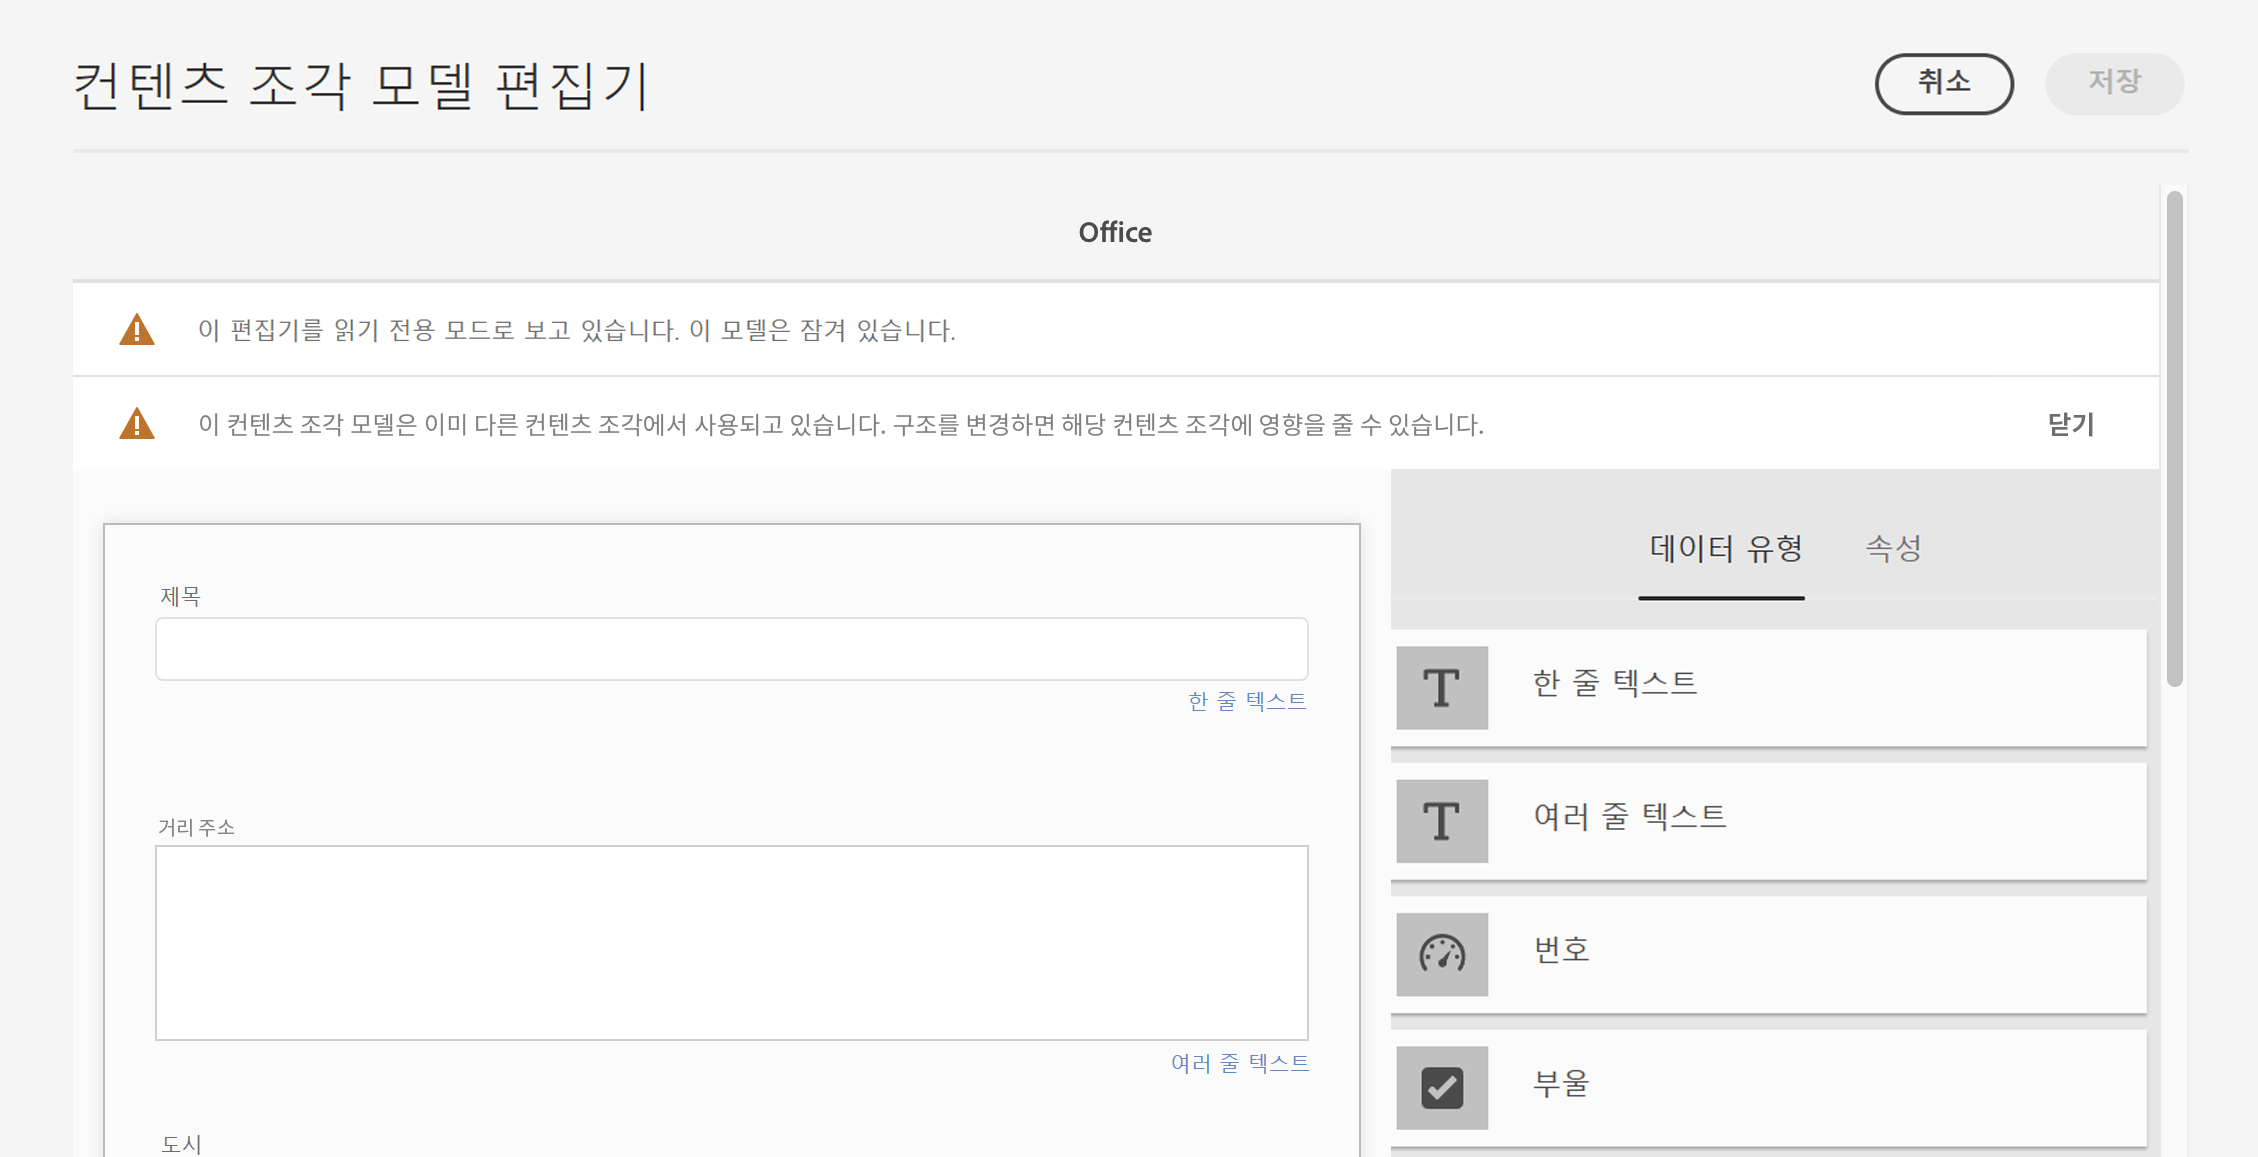 컨텐츠 조각 모델 편집기
취소
저장
Office
이 편집기를 읽기 전용 모드로 보고 있습니다. 이 모델은 잠겨 있습니다.
이 컨텐츠 조각 모델은 이미 다른 컨텐츠 조각에서 사용되고 있습니다. 구조를 변경하면 해당 컨텐츠 조각에 영향을 줄 수 있습니다.
닫기
제목
한 줄 텍스트
거리 주소
여러 줄 텍스트
도시
데이터 유형
속성
한 줄 텍스트
여러 줄 텍스트
번호
부울